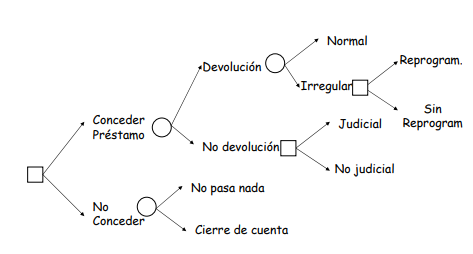 Normal
Devolución
Reprogram.
Irregular
Sin
Reprogram
Conceder
Préstamo
Judicial
No devolución
No judicial
No pasa nada
No
Conceder
Cierre de cuenta